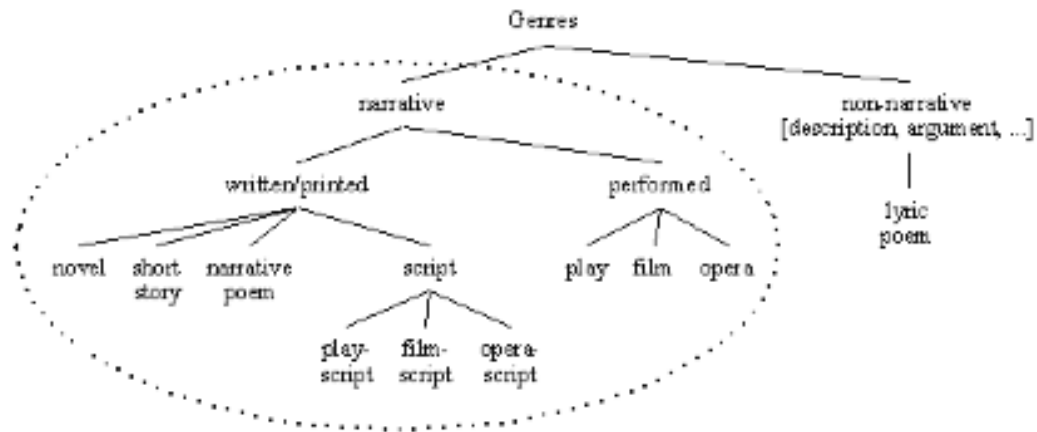 Genres
narrative
non-narrative
[description, argument, ...]
written/printed
performed
lyric
poem
novel
short
story
narrative
poem
script
play
film
opera
play-
script
film-
script
opera-
script